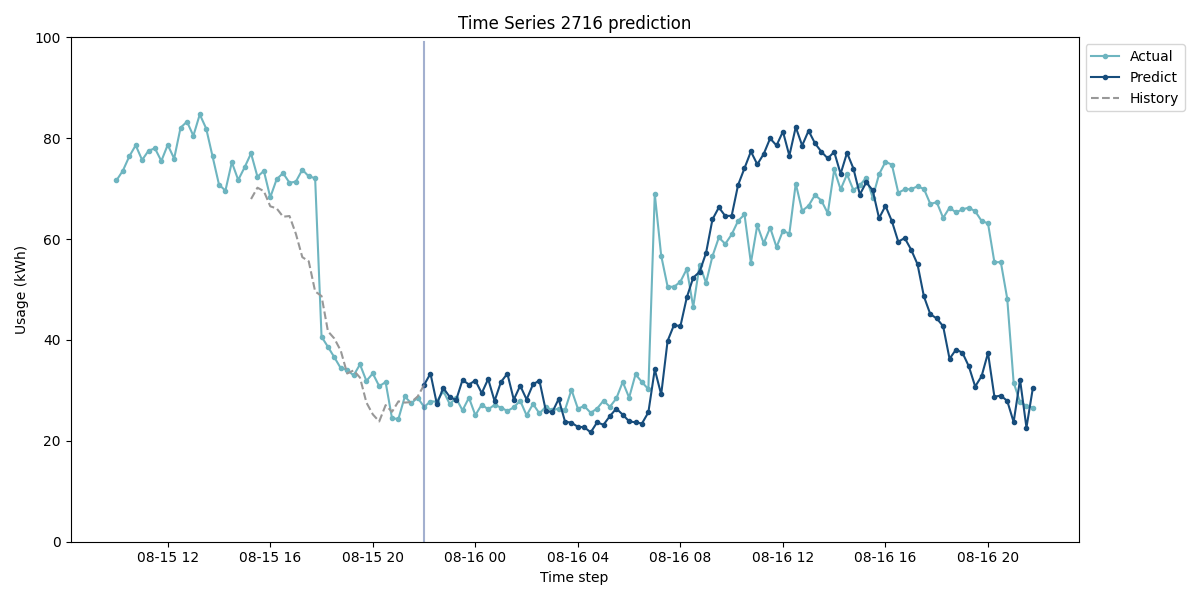 Time Series 2716 prediction
Actual
Predict
History
Usage (kWh)
100
80
60
40
20
0
08-15 12
08-15 16
08-15 20
08-16 00
08-16 04
08-16 08
08-16 12
08-16 16
08-16 20
Time step